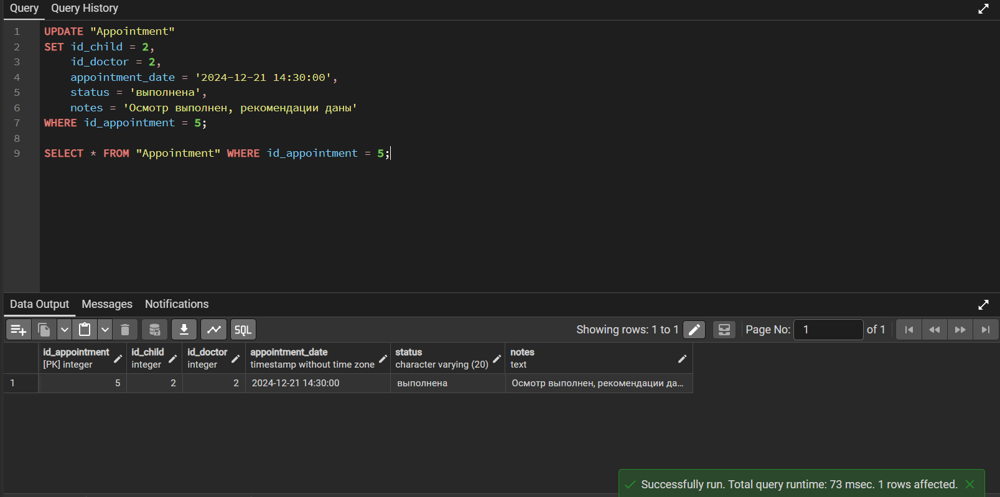 Query Query History
1 UPDATE "Appointment"
2 SET id_child = 2,
3 id_doctor = 2,
4 appointment_date = '2024-12-21 14:30:00',
5 status = 'выполнена',
6 notes = 'Осмотр выполнен, рекомендации даны'
7 WHERE id_appointment = 5;
8
9 SELECT * FROM "Appointment" WHERE id_appointment = 5;
Data Output Messages Notifications
SQL Showing rows: 1 to 1 Page No: 1 of 1
id_appointment id_child id_doctor appointment_date status notes
[PK] integer integer integer timestamp without time zone character varying (20) text
1 5 2 2 2024-12-21 14:30:00 выполнена Осмотр выполнен, рекомендации да...
Successfully run. Total query runtime: 73 msec. 1 rows affected.